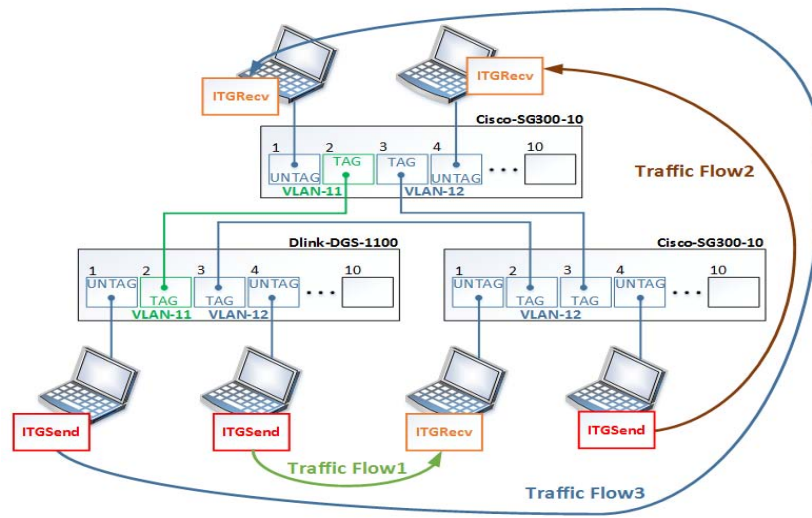 ITGRecv
ITGRecv
Cisco-SG300-10
1 2 3 4 10
UNTAG TAG TAG UNTAG ...
VLAN-11 VLAN-12
Traffic Flow2
Dlink-DGS-1100
Cisco-SG300-10
1 2 3 4 10
UNTAG TAG TAG UNTAG ...
VLAN-11 VLAN-12
1 2 3 4 10
UNTAG TAG TAG UNTAG ...
VLAN-12
ITGSend
ITGSend
ITGRecv
ITGSend
Traffic Flow1
Traffic Flow3